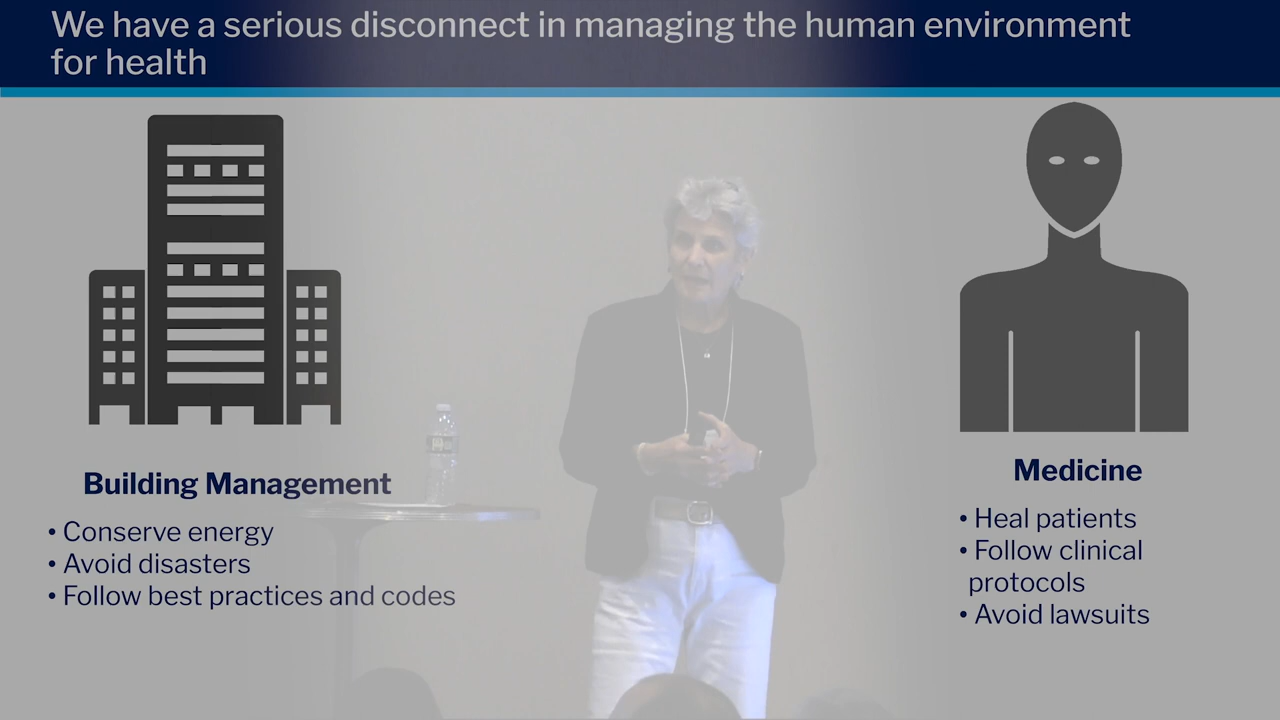 We have a serious disconnect in managing the human environment
for health
Building Management
• Conserve energy
• Avoid disasters
• Follow best practices and codes
Medicine
• Heal patients
• Follow clinical
protocols
• Avoid lawsuits